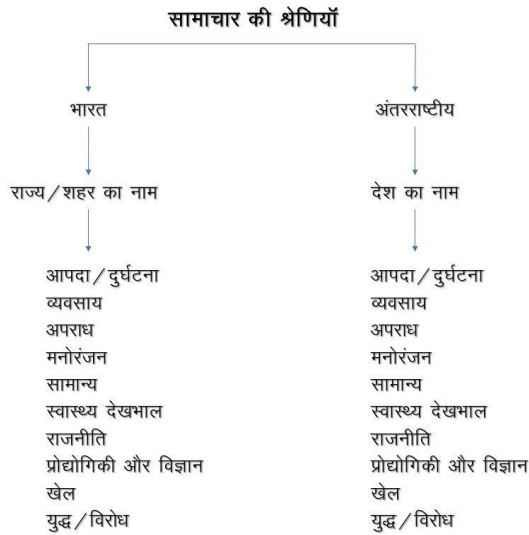 सामाचार की श्रेणियॉ
भारत
अंतरराष्टीय
राज्य/शहर का नाम
देश का नाम
आपदा/दुर्घटना
व्यवसाय
अपराध
मनोरंजन
सामान्य
स्वास्थ्य देखभाल
राजनीति
प्रोद्योगिकी और विज्ञान
खेल
युद्ध/विरोध
आपदा/दुर्घटना
व्यवसाय
अपराध
मनोरंजन
सामान्य
स्वास्थ्य देखभाल
राजनीति
प्रोद्योगिकी और विज्ञान
खेल
युद्ध/विरोध